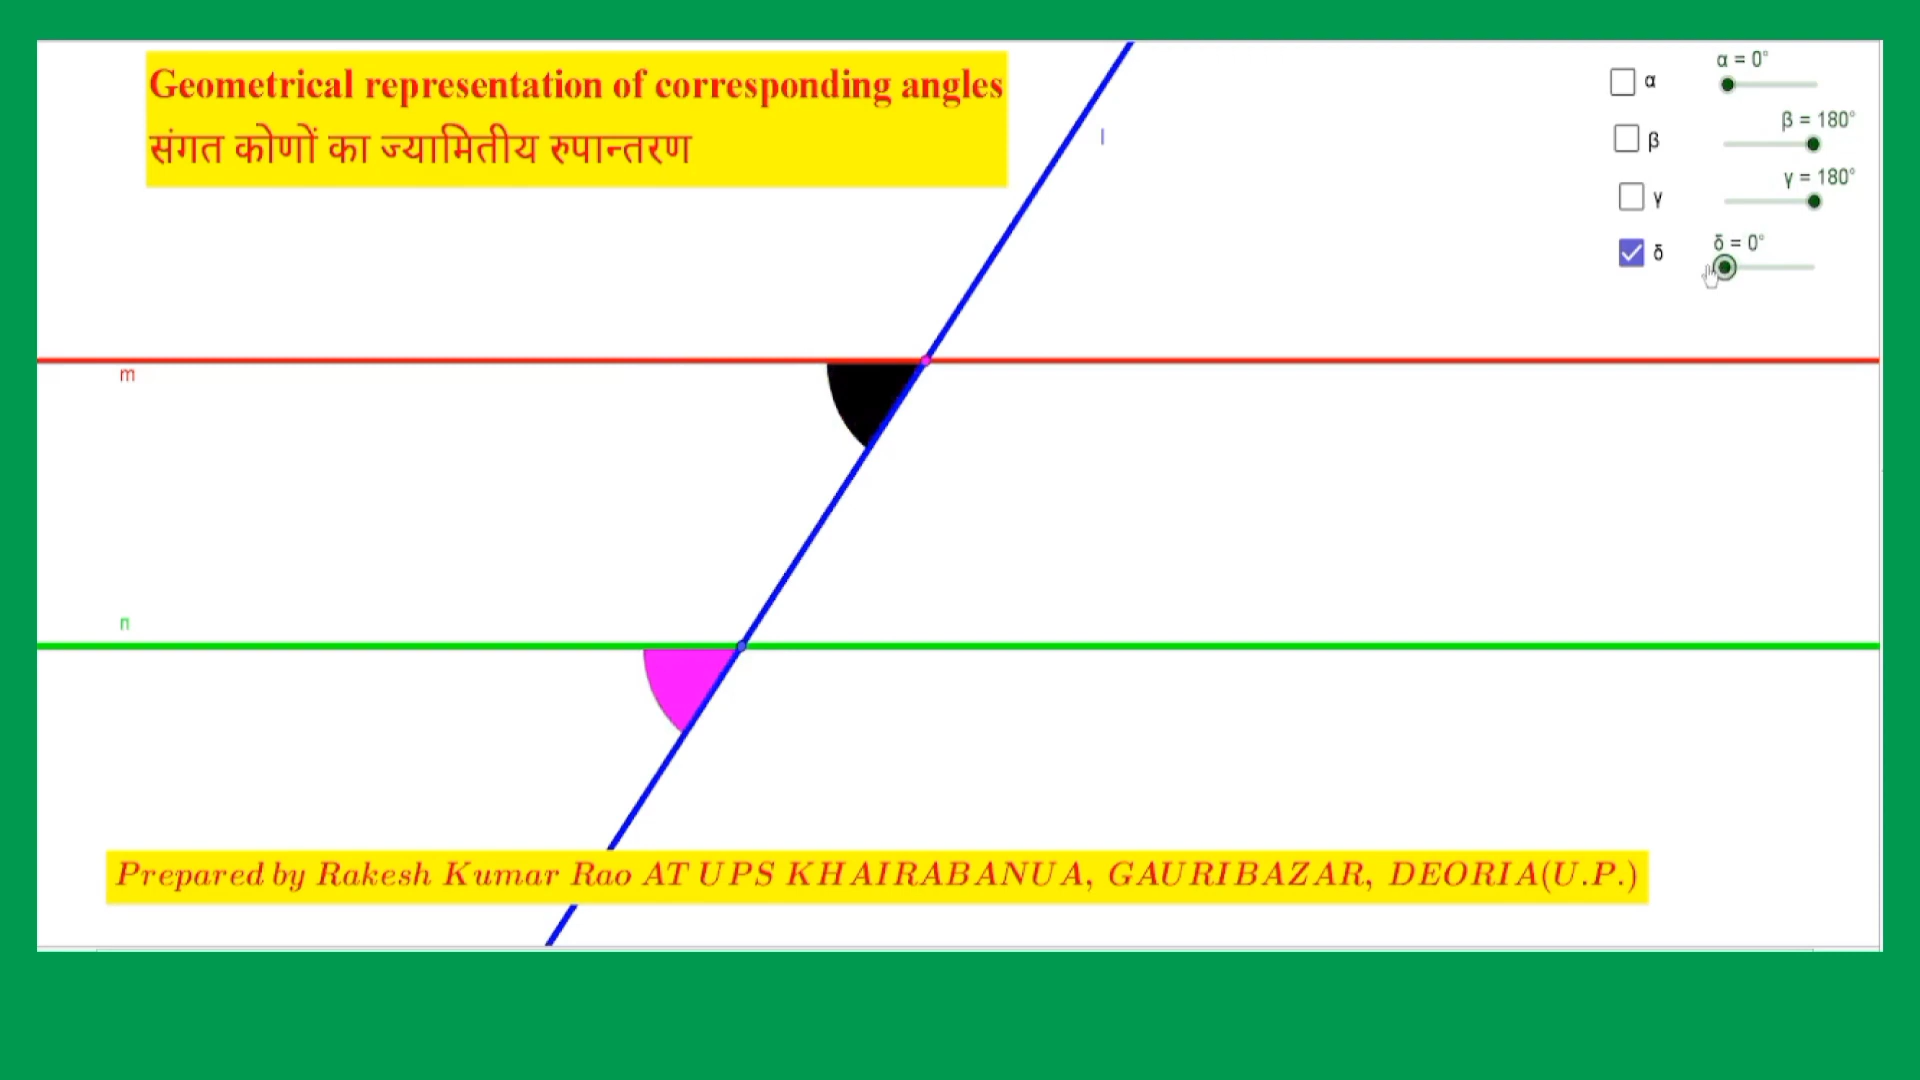 Geometrical representation of corresponding angles
संगत कोणों का ज्यामितीय रुपान्तरण
α
α = 0°
l
β
β = 180°
γ
γ = 180°
δ
δ = 0°
m
n
Prepared by Rakesh Kumar Rao AT UPS KHAIRABANUA, GAURIBAZAR, DEORIA(U.P.)